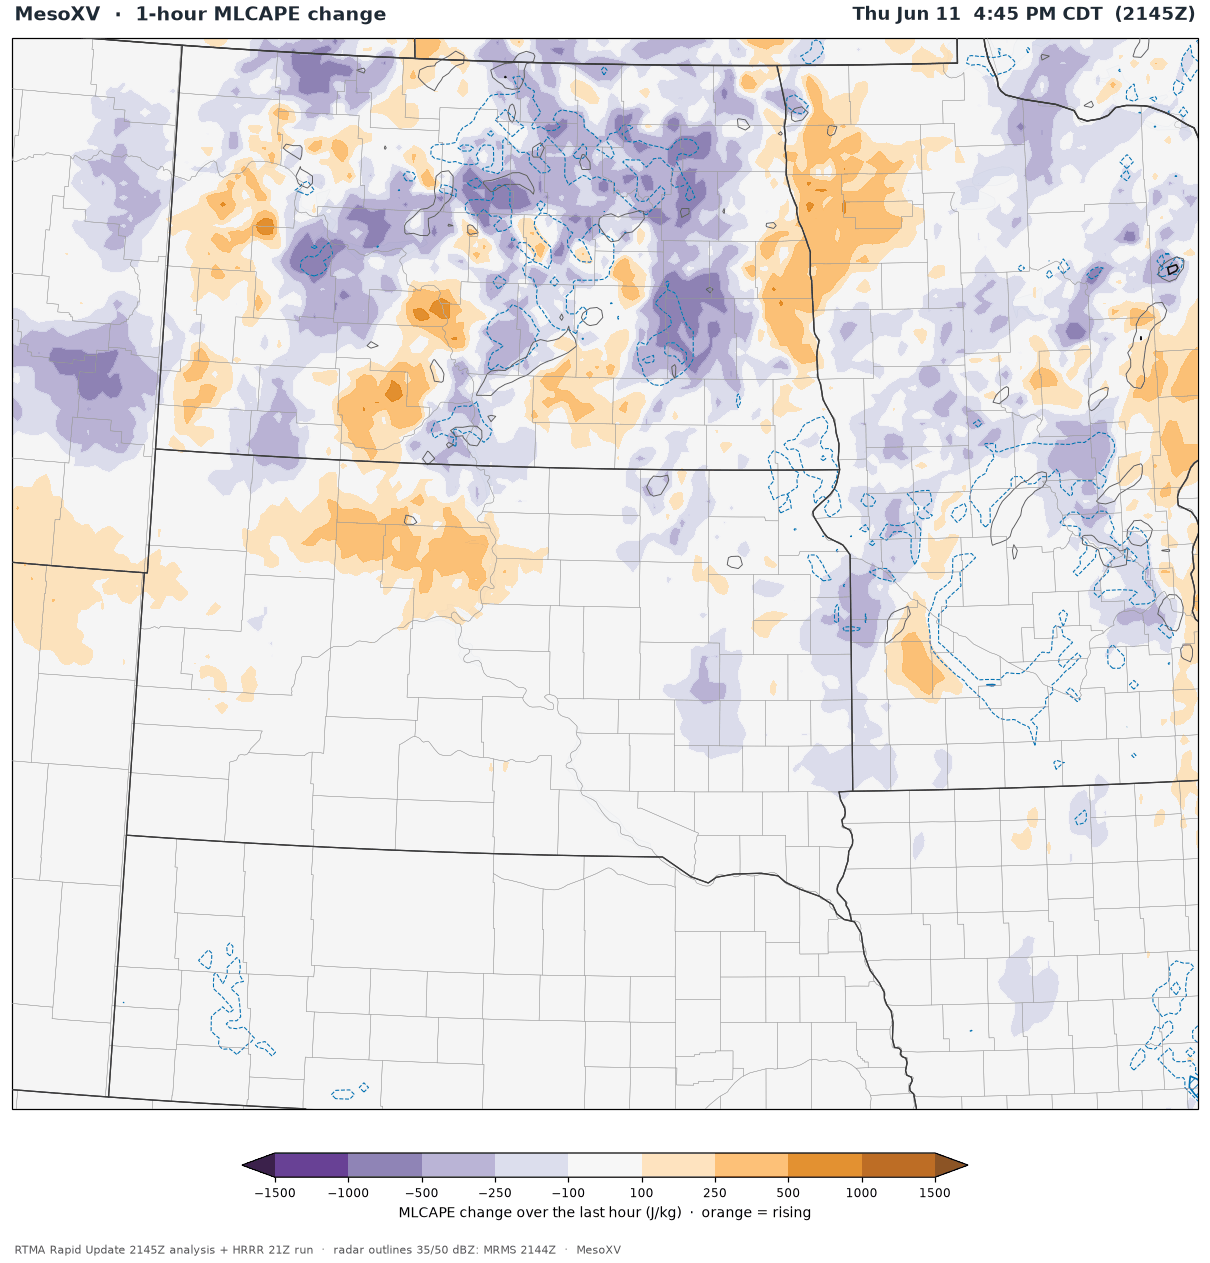 MesoXV · 1-hour MLCAPE change
Thu Jun 11 4:45 PM CDT (2145Z)
−1500 −1000 −500 −250 −100 100 250 500 1000 1500
MLCAPE change over the last hour (J/kg) · orange = rising
RTMA Rapid Update 2145Z analysis + HRRR 21Z run · radar outlines 35/50 dBZ: MRMS 2144Z · MesoXV